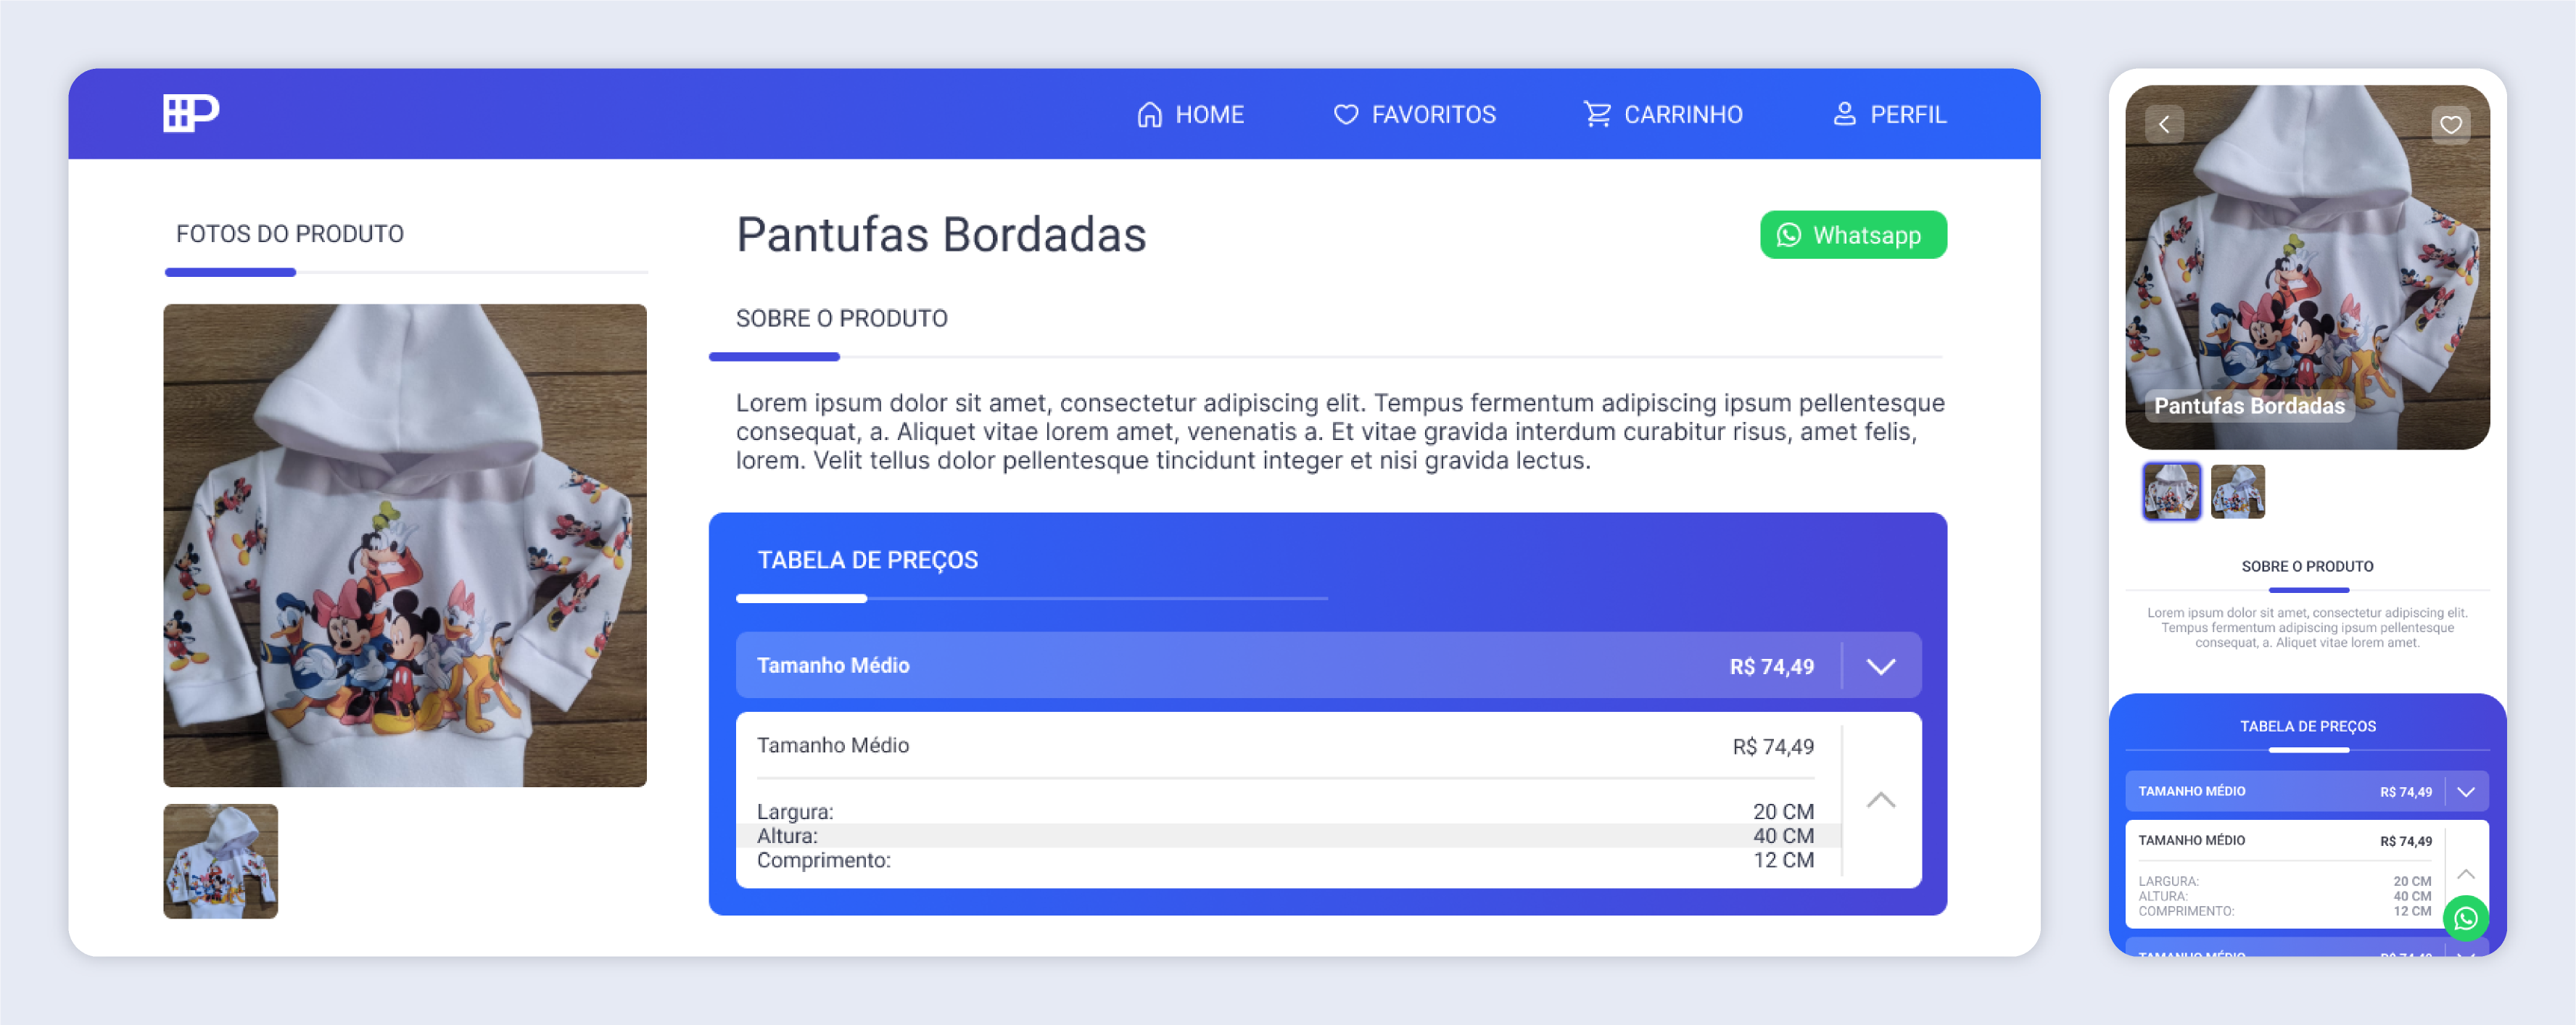 HOME
FAVORITOS
CARRINHO
PERFIL
FOTOS DO PRODUTO
Pantufas Bordadas
Whatsapp
SOBRE O PRODUTO
Lorem ipsum dolor sit amet, consectetur adipiscing elit. Tempus fermentum adipiscing ipsum pellentesque
consequat, a. Aliquet vitae lorem amet, venenatis a. Et vitae gravida interdum curabitur risus, amet felis,
lorem. Velit tellus dolor pellentesque tincidunt integer et nisi gravida lectus.
TABELA DE PREÇOS
Tamanho Médio R$ 74,49
Tamanho Médio R$ 74,49
Largura: 20 CM
Altura: 40 CM
Comprimento: 12 CM
Pantufas Bordadas
SOBRE O PRODUTO
Lorem ipsum dolor sit amet, consectetur adipiscing elit.
Tempus fermentum adipiscing ipsum pellentesque
consequat, a. Aliquet vitae lorem amet.
TABELA DE PREÇOS
TAMANHO MÉDIO R$ 74,49
TAMANHO MÉDIO R$ 74,49
LARGURA: 20 CM
ALTURA: 40 CM
COMPRIMENTO: 12 CM
TAMANHO MÉDIO R$ 74,49